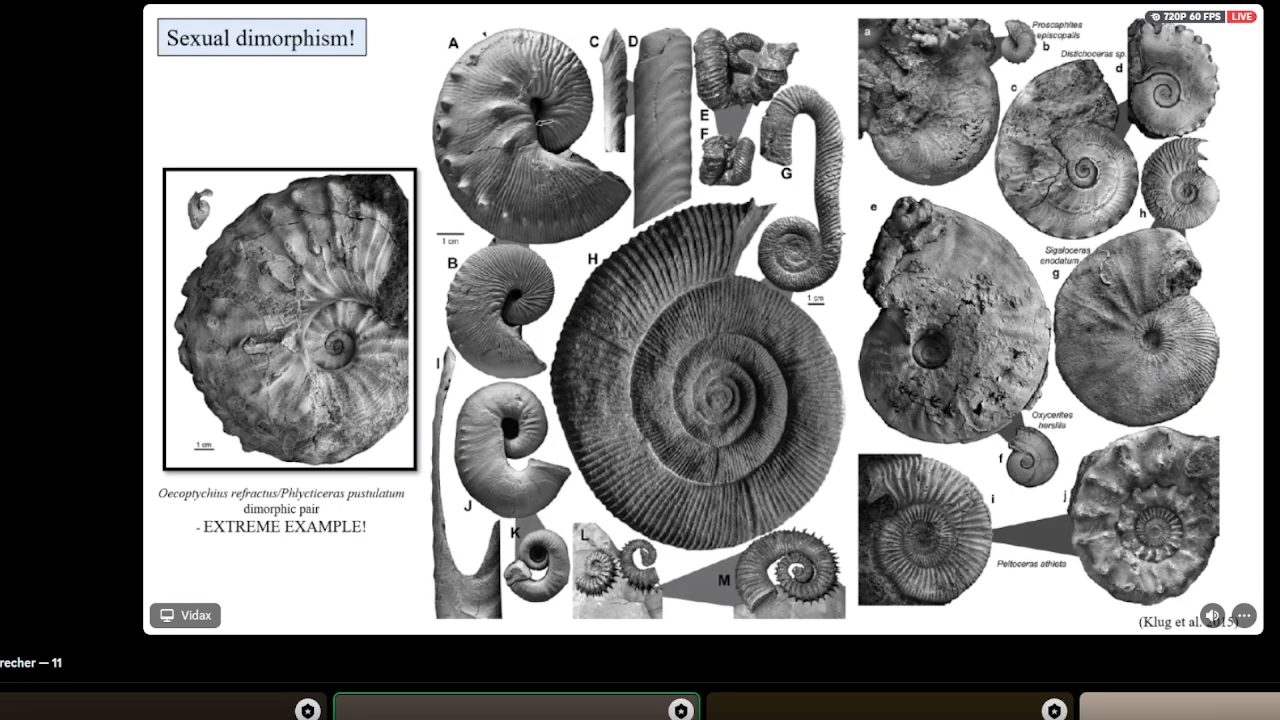 Sexual dimorphism!
720P 60 FPS LIVE
A
C
D
E
F
G
1 cm
B
H
1 cm
I
J
K
L
M
a
Proscaphites
episcopalis
b
Distichoceras sp.
d
c
h
e
Sigaloceras
enodatum
g
Oxycerites
f
i
j
Peltoceras athleta
1 cm
Oecoptychius refractus/Phlycticeras pustulatum
dimorphic pair
- EXTREME EXAMPLE!
Vidax
(Klug et al. 2015)
recher — 11